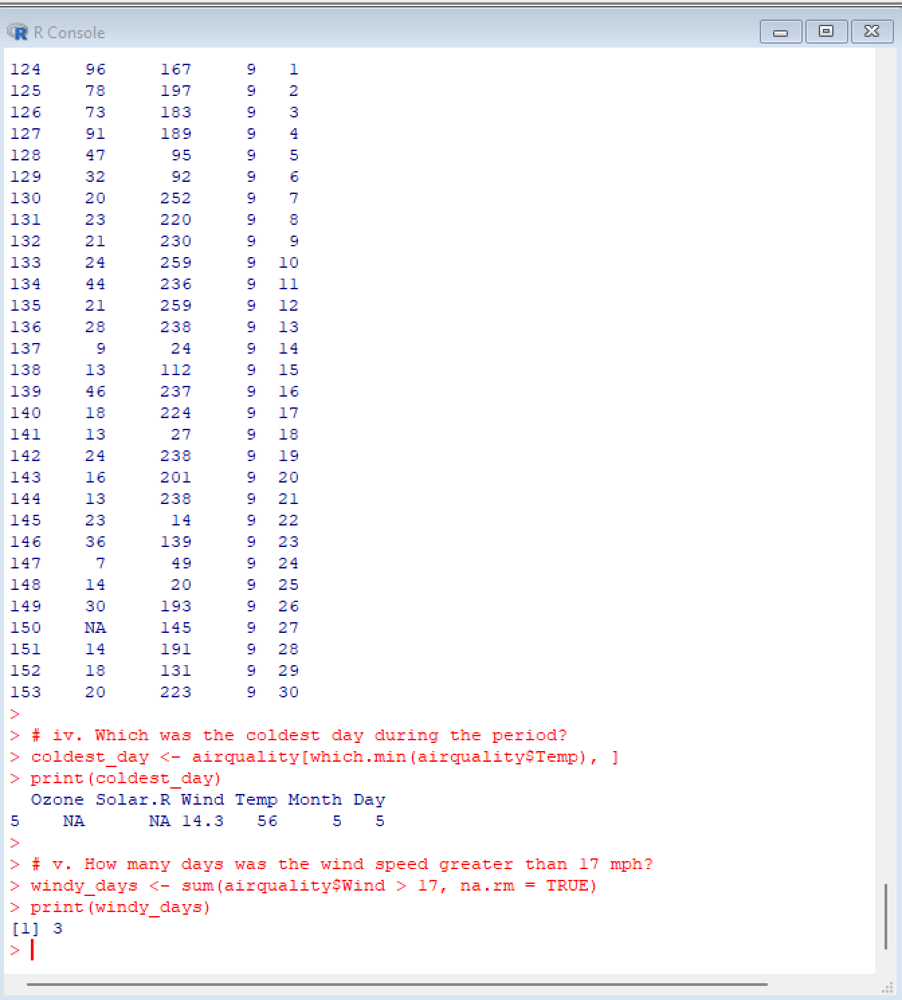 R Console
124 96 167 9 1
125 78 197 9 2
126 73 183 9 3
127 91 189 9 4
128 47 95 9 5
129 32 92 9 6
130 20 252 9 7
131 23 220 9 8
132 21 230 9 9
133 24 259 9 10
134 44 236 9 11
135 21 259 9 12
136 28 238 9 13
137 9 24 9 14
138 13 112 9 15
139 46 237 9 16
140 18 224 9 17
141 13 27 9 18
142 24 238 9 19
143 16 201 9 20
144 13 238 9 21
145 23 14 9 22
146 36 139 9 23
147 7 49 9 24
148 14 20 9 25
149 30 193 9 26
150 NA 145 9 27
151 14 191 9 28
152 18 131 9 29
153 20 223 9 30
>
> # iv. Which was the coldest day during the period?
> coldest_day <- airquality[which.min(airquality$Temp), ]
> print(coldest_day)
Ozone Solar.R Wind Temp Month Day
5 NA NA 14.3 56 5 5
>
> # v. How many days was the wind speed greater than 17 mph?
> windy_days <- sum(airquality$Wind > 17, na.rm = TRUE)
> print(windy_days)
[1] 3
>